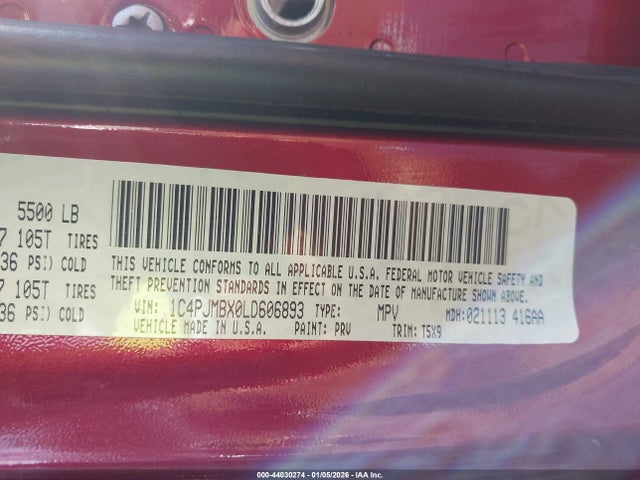 5500 LB
7 105T TIRES
36 PSI) COLD
7 105T TIRES
36 PSI) COLD
THIS VEHICLE CONFORMS TO ALL APPLICABLE U.S.A. FEDERAL MOTOR VEHICLE SAFETY AND
THEFT PREVENTION STANDARDS IN EFFECT ON THE DATE OF MANUFACTURE SHOWN ABOVE.
VIN: 1C4PJMBX0LD606893 TYPE: MPV MDH:021113 416AA
VEHICLE MADE IN U.S.A. PAINT: PRV TRIM: T5X9
000-44030274 - 01/05/2026 - IAA Inc.